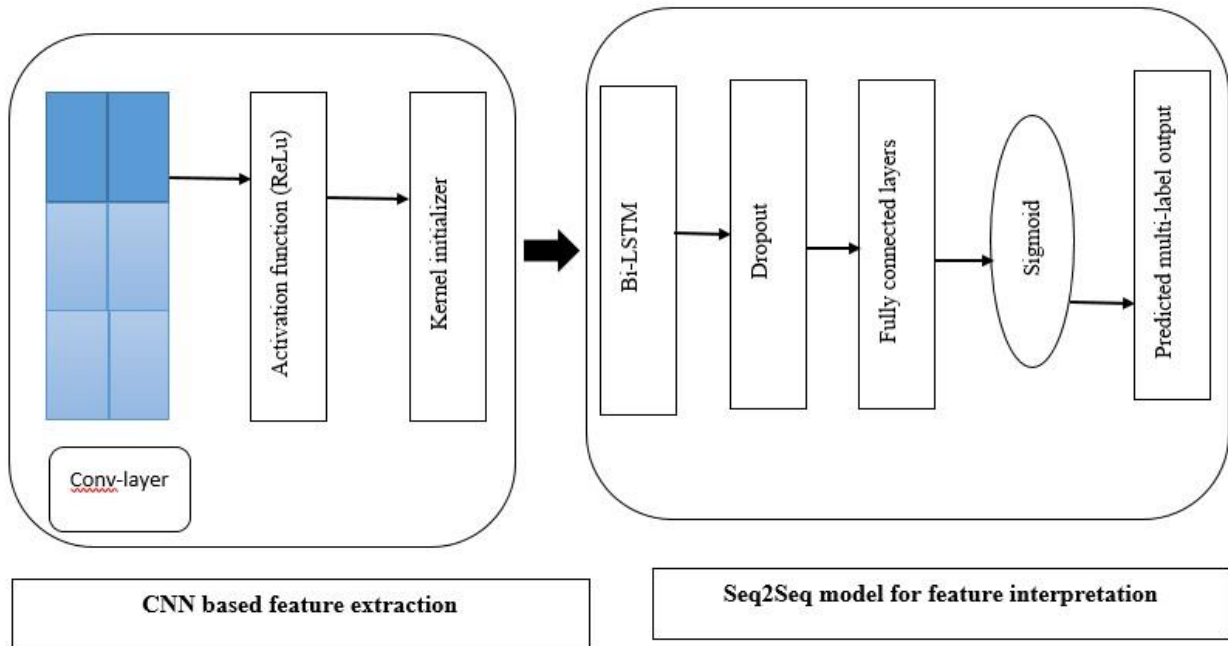 Activation function (ReLu)
Kernel initializer
Conv-layer
CNN based feature extraction
Bi-LSTM
Dropout
Fully connected layers
Sigmoid
Predicted multi-label output
Seq2Seq model for feature interpretation